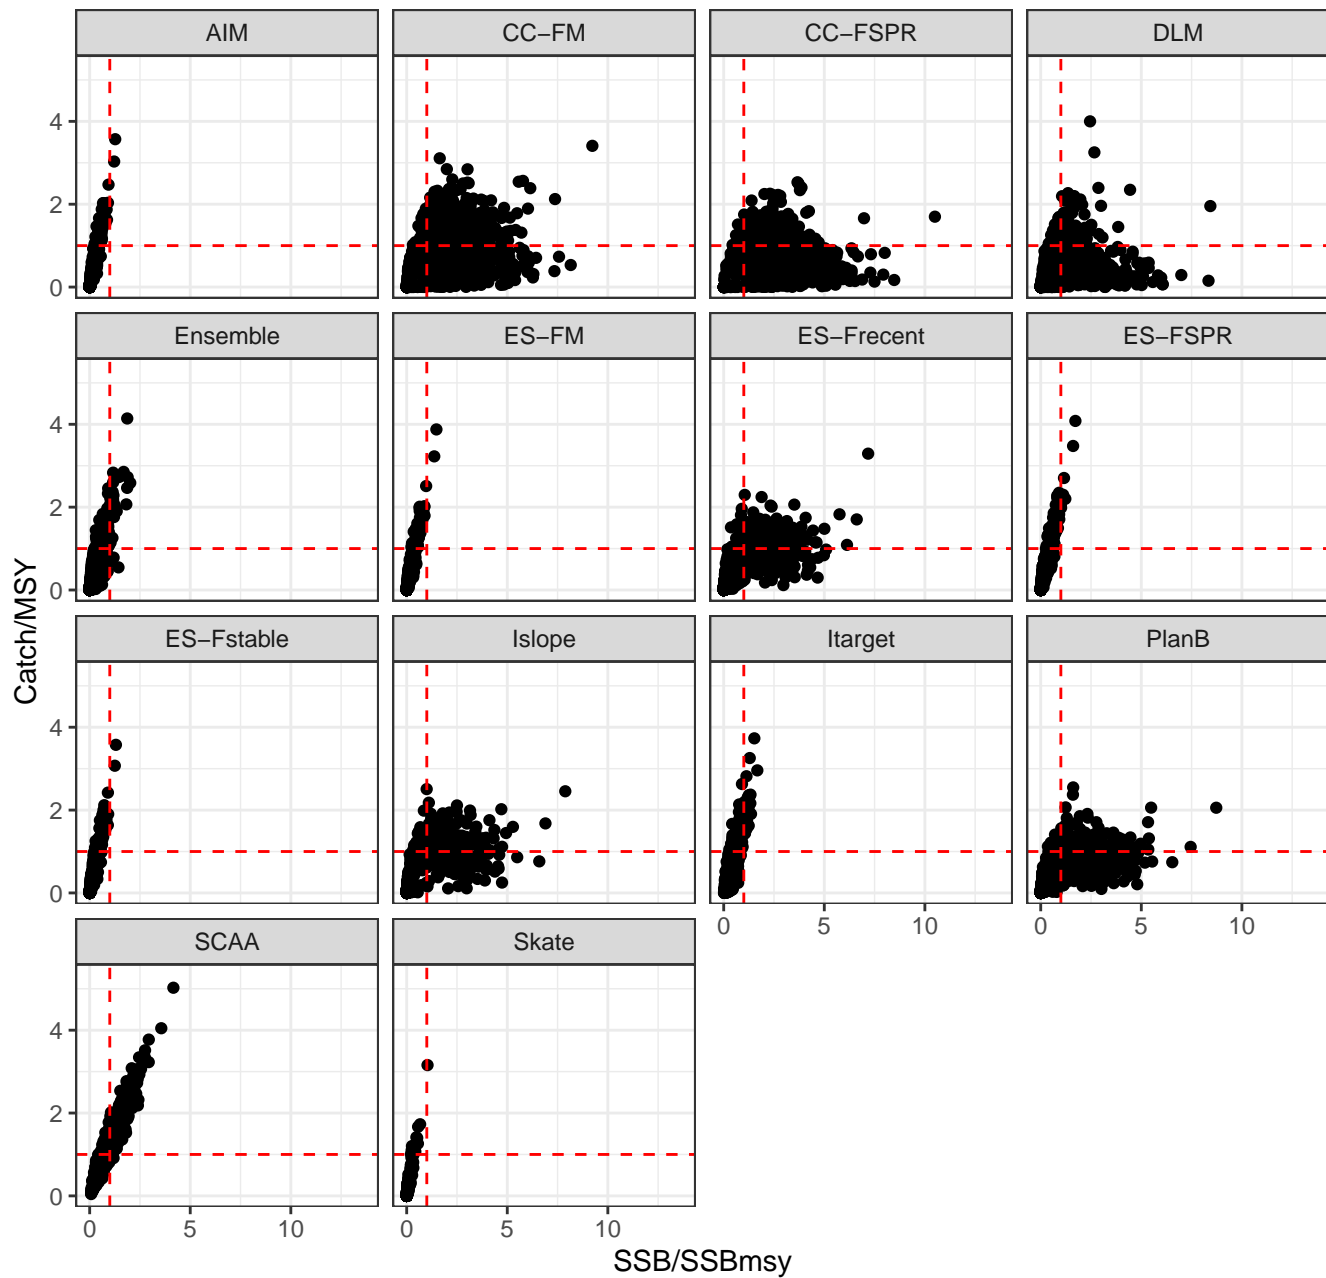 AIM CC−FM CC−FSPR DLM
4
2
0
Ensemble ES−FM ES−Frecent ES−FSPR
4
2
0
ES−Fstable Islope Itarget PlanB
4
2
0
0 5 10 0 5 10
SCAA Skate
4
2
0
0 5 10 0 5 10
Catch/MSY
SSB/SSBmsy